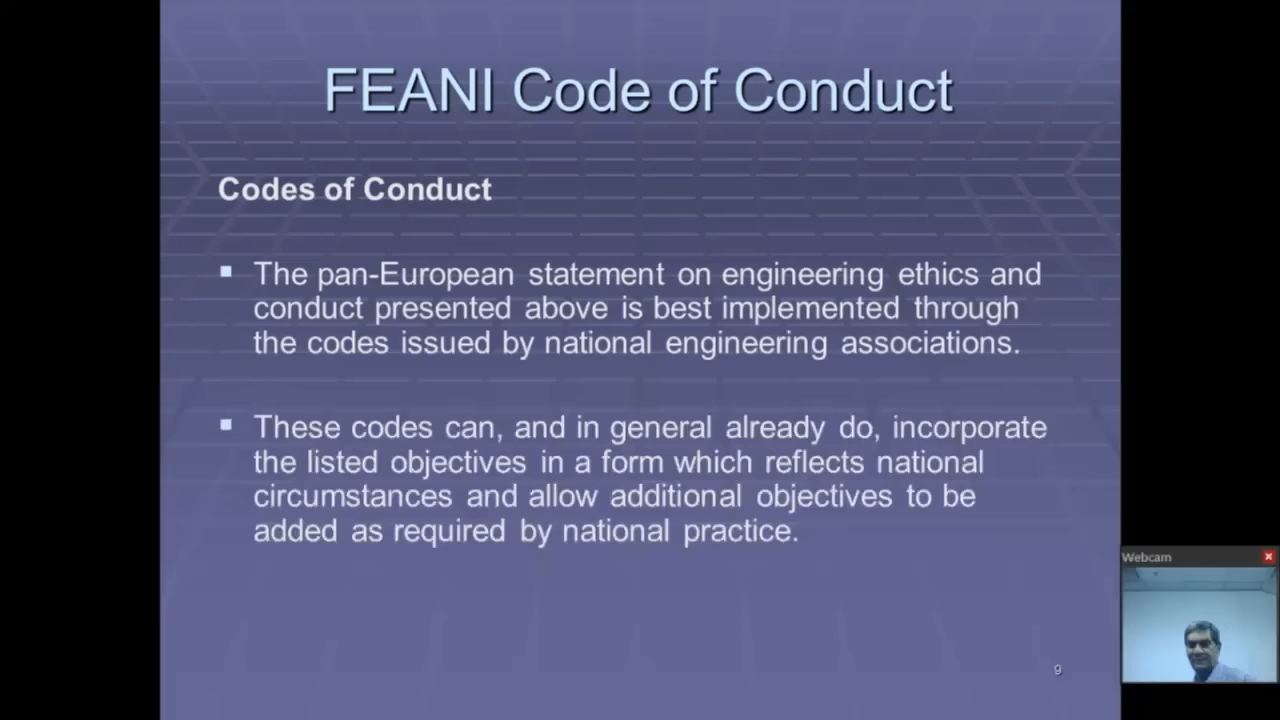 FEANI Code of Conduct
Codes of Conduct
▪ The pan-European statement on engineering ethics and
conduct presented above is best implemented through
the codes issued by national engineering associations.
▪ These codes can, and in general already do, incorporate
the listed objectives in a form which reflects national
circumstances and allow additional objectives to be
added as required by national practice.
Webcam
9